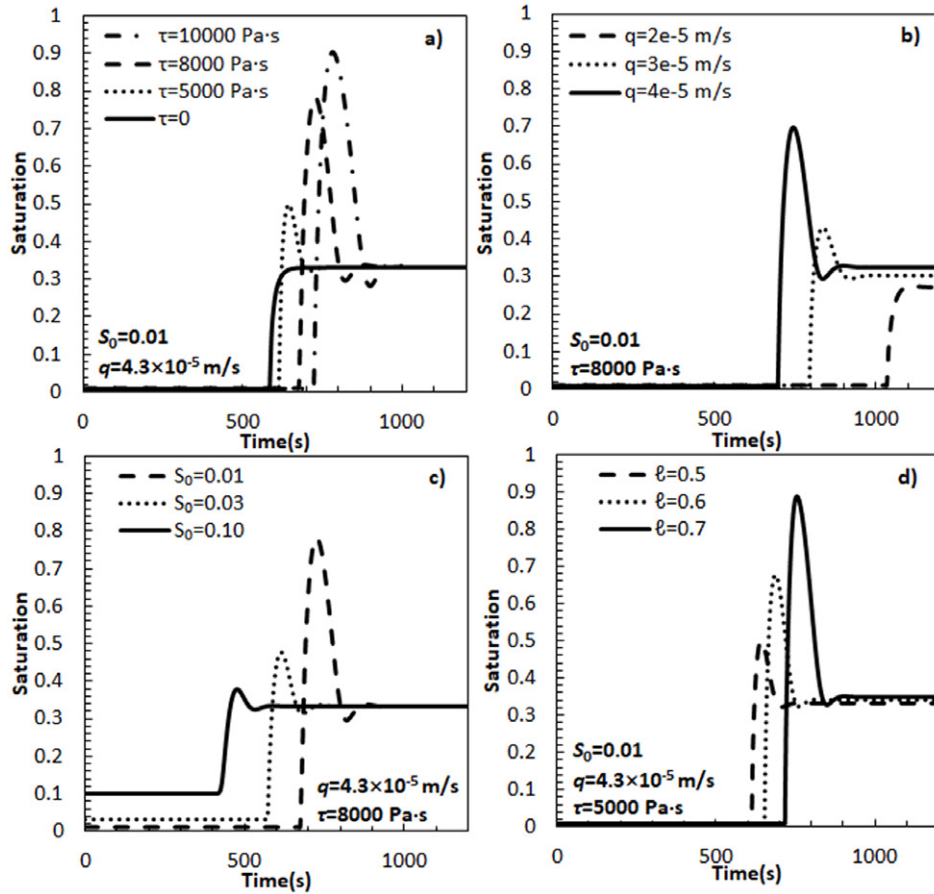 a)
τ=10000 Pa·s
τ=8000 Pa·s
τ=5000 Pa·s
τ=0
1
0.9
0.8
0.7
0.6
0.5
0.4
0.3
0.2
0.1
0
Saturation
S₀=0.01
q=4.3×10⁻⁵ m/s
0 500 1000
Time(s)
b)
q=2e-5 m/s
q=3e-5 m/s
q=4e-5 m/s
1
0.9
0.8
0.7
0.6
0.5
0.4
0.3
0.2
0.1
0
Saturation
S₀=0.01
τ=8000 Pa·s
0 500 1000
Time(s)
c)
S₀=0.01
S₀=0.03
S₀=0.10
1
0.9
0.8
0.7
0.6
0.5
0.4
0.3
0.2
0.1
0
Saturation
q=4.3×10⁻⁵ m/s
τ=8000 Pa·s
0 500 1000
Time(s)
d)
ℓ=0.5
ℓ=0.6
ℓ=0.7
1
0.9
0.8
0.7
0.6
0.5
0.4
0.3
0.2
0.1
0
Saturation
S₀=0.01
q=4.3×10⁻⁵ m/s
τ=5000 Pa·s
0 500 1000
Time(s)